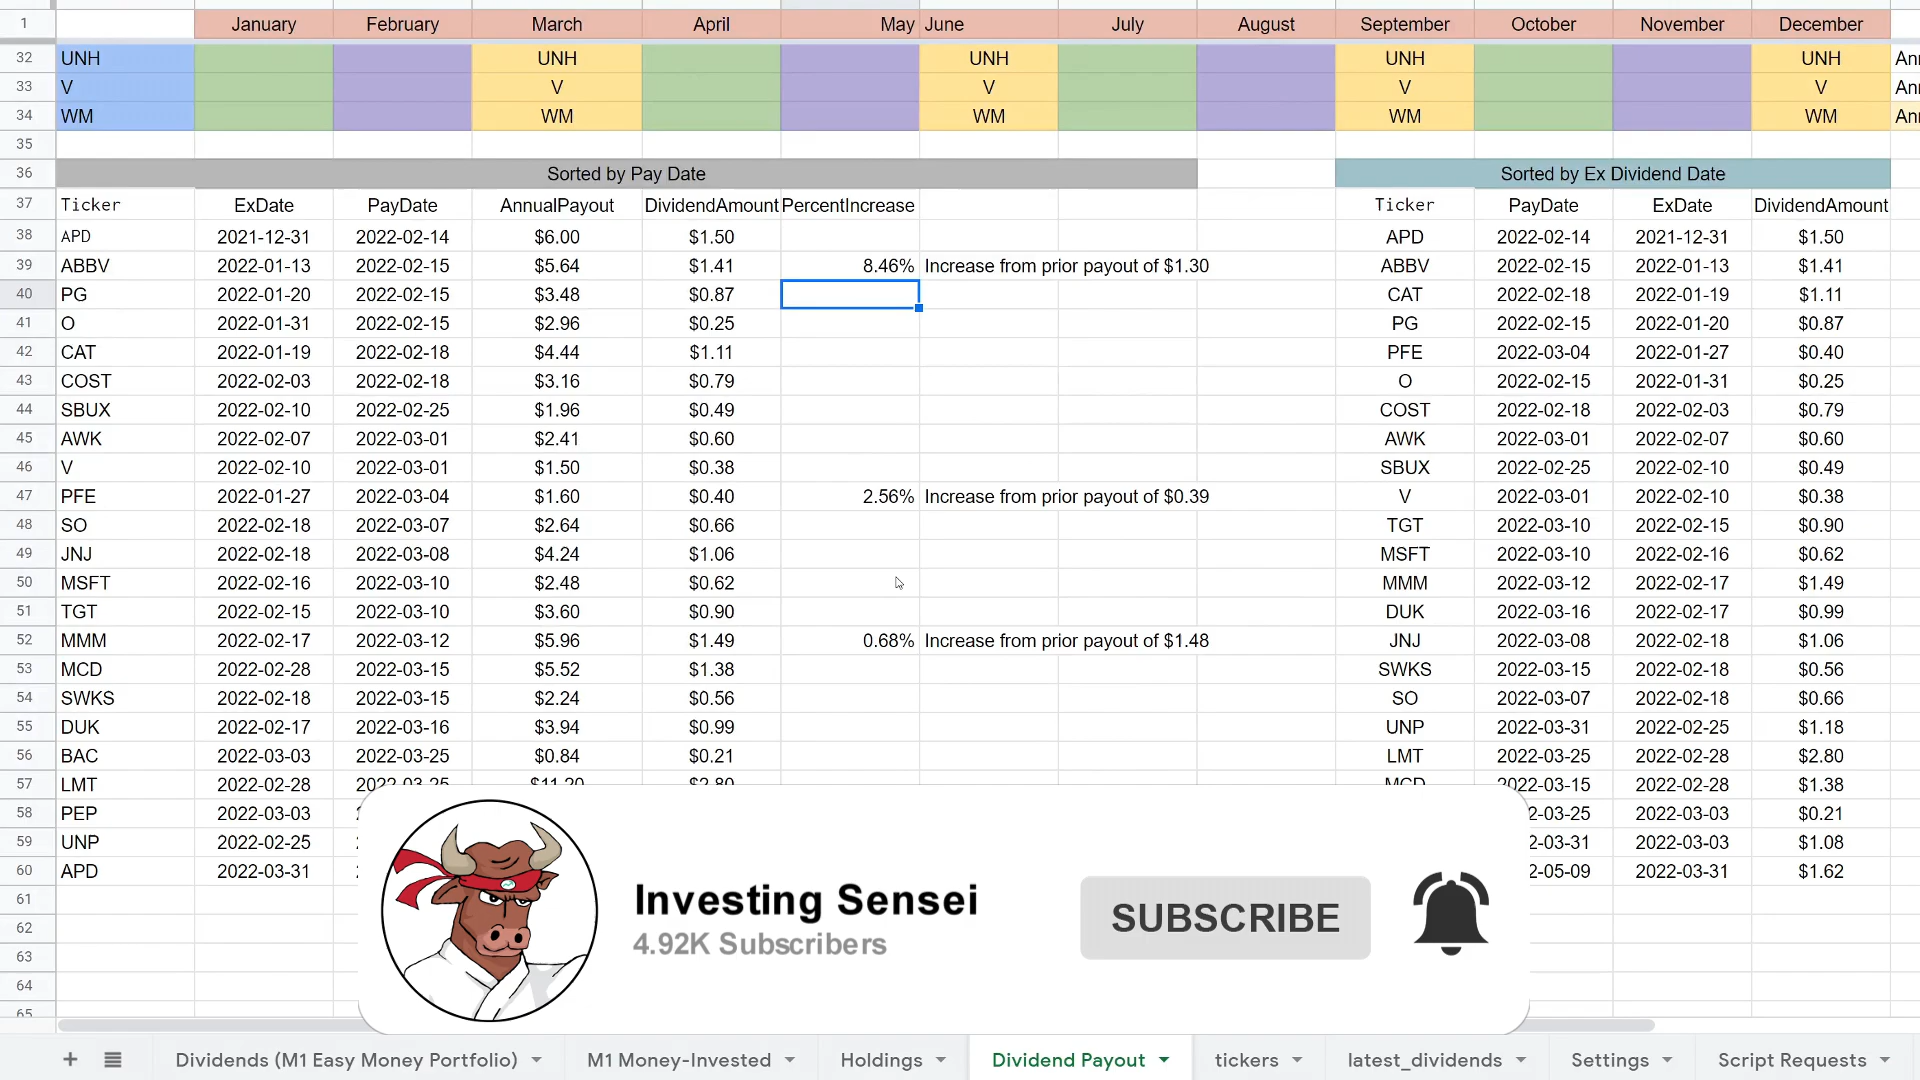 1 January February March April May June July August September October November December
32 UNH UNH UNH UNH UNH Ann
33 V V V V V Ann
34 WM WM WM WM WM Ann
35
36 Sorted by Pay Date Sorted by Ex Dividend Date
37 Ticker ExDate PayDate AnnualPayout DividendAmount PercentIncrease Ticker PayDate ExDate DividendAmount
38 APD 2021-12-31 2022-02-14 $6.00 $1.50 APD 2022-02-14 2021-12-31 $1.50
39 ABBV 2022-01-13 2022-02-15 $5.64 $1.41 8.46% Increase from prior payout of $1.30 ABBV 2022-02-15 2022-01-13 $1.41
40 PG 2022-01-20 2022-02-15 $3.48 $0.87 CAT 2022-02-18 2022-01-19 $1.11
41 O 2022-01-31 2022-02-15 $2.96 $0.25 PG 2022-02-15 2022-01-20 $0.87
42 CAT 2022-01-19 2022-02-18 $4.44 $1.11 PFE 2022-03-04 2022-01-27 $0.40
43 COST 2022-02-03 2022-02-18 $3.16 $0.79 O 2022-02-15 2022-01-31 $0.25
44 SBUX 2022-02-10 2022-02-25 $1.96 $0.49 COST 2022-02-18 2022-02-03 $0.79
45 AWK 2022-02-07 2022-03-01 $2.41 $0.60 AWK 2022-03-01 2022-02-07 $0.60
46 V 2022-02-10 2022-03-01 $1.50 $0.38 SBUX 2022-02-25 2022-02-10 $0.49
47 PFE 2022-01-27 2022-03-04 $1.60 $0.40 2.56% Increase from prior payout of $0.39 V 2022-03-01 2022-02-10 $0.38
48 SO 2022-02-18 2022-03-07 $2.64 $0.66 TGT 2022-03-10 2022-02-15 $0.90
49 JNJ 2022-02-18 2022-03-08 $4.24 $1.06 MSFT 2022-03-10 2022-02-16 $0.62
50 MSFT 2022-02-16 2022-03-10 $2.48 $0.62 MMM 2022-03-12 2022-02-17 $1.49
51 TGT 2022-02-15 2022-03-10 $3.60 $0.90 DUK 2022-03-16 2022-02-17 $0.99
52 MMM 2022-02-17 2022-03-12 $5.96 $1.49 0.68% Increase from prior payout of $1.48 JNJ 2022-03-08 2022-02-18 $1.06
53 MCD 2022-02-28 2022-03-15 $5.52 $1.38 SWKS 2022-03-15 2022-02-18 $0.56
54 SWKS 2022-02-18 2022-03-15 $2.24 $0.56 SO 2022-03-07 2022-02-18 $0.66
55 DUK 2022-02-17 2022-03-16 $3.94 $0.99 UNP 2022-03-31 2022-02-25 $1.18
56 BAC 2022-03-03 2022-03-25 $0.84 $0.21 LMT 2022-03-25 2022-02-28 $2.80
57 LMT 2022-02-28 2022-03-25 $11.20 $2.80 MCD 2022-03-15 2022-02-28 $1.38
58 PEP 2022-03-03 2-03-25 2022-03-03 $0.21
59 UNP 2022-02-25 2-03-31 2022-03-03 $1.08
60 APD 2022-03-31 2-05-09 2022-03-31 $1.62
61
62
63
64
65
Investing Sensei
4.92K Subscribers
SUBSCRIBE
+ Dividends (M1 Easy Money Portfolio) M1 Money-Invested Holdings Dividend Payout tickers latest_dividends Settings Script Requests